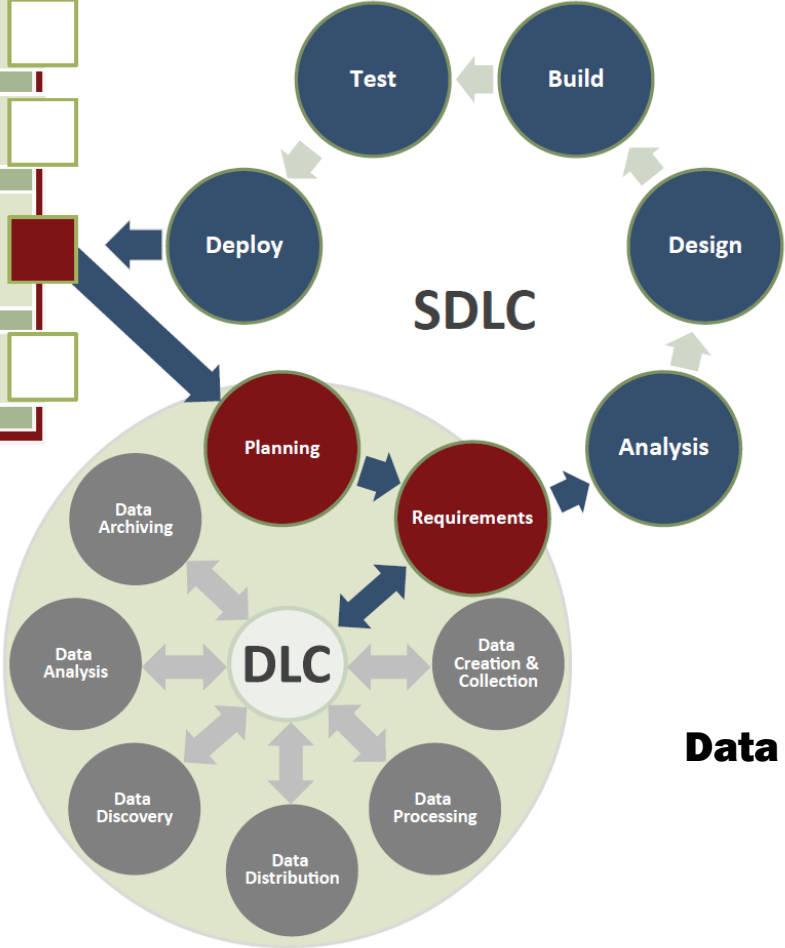 Test
Build
Deploy
Design
SDLC
Planning
Analysis
Requirements
Data
Archiving
Data
Analysis
DLC
Data
Creation &
Collection
Data
Data
Discovery
Data
Processing
Data
Distribution